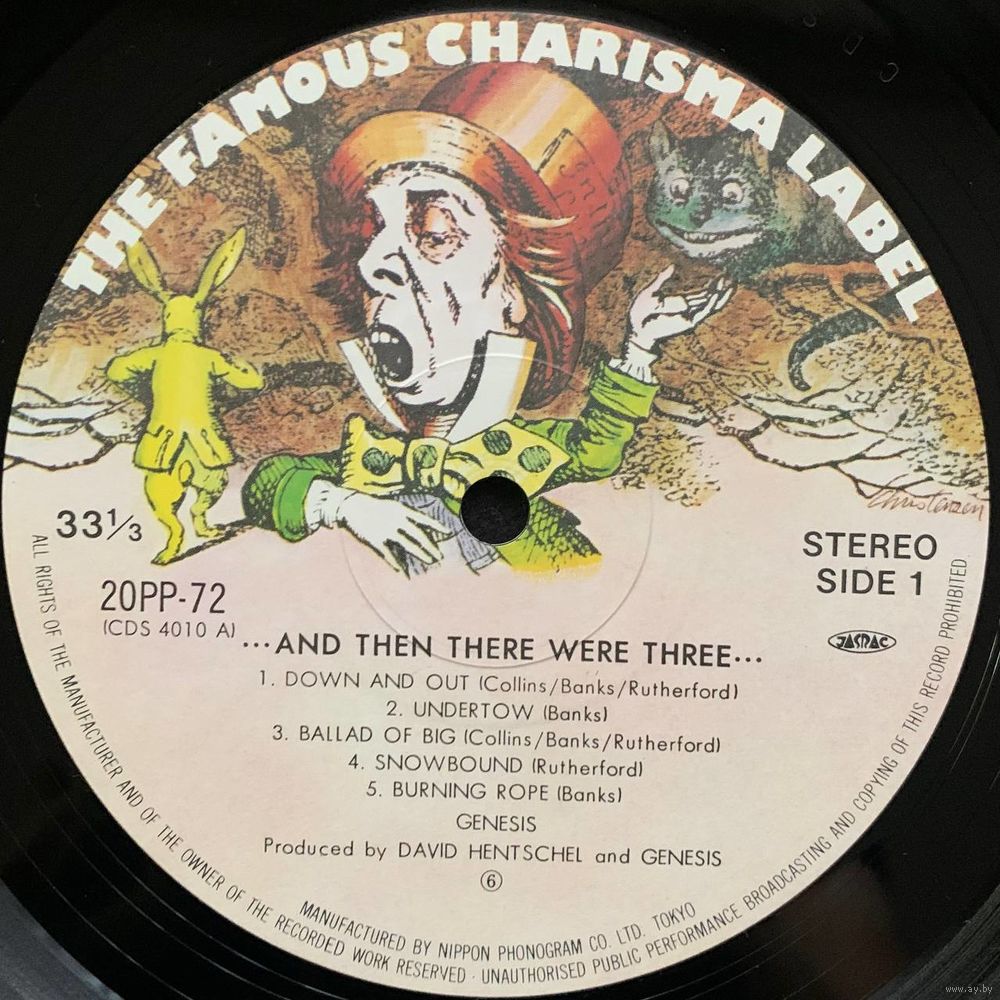 THE FAMOUS CHARISMA LABEL
Christensen
33⅓
STEREO
SIDE 1
20PP-72
(CDS 4010 A)
JASRAC
...AND THEN THERE WERE THREE...
1. DOWN AND OUT (Collins/Banks/Rutherford)
2. UNDERTOW (Banks)
3. BALLAD OF BIG (Collins/Banks/Rutherford)
4. SNOWBOUND (Rutherford)
5. BURNING ROPE (Banks)
GENESIS
Produced by DAVID HENTSCHEL and GENESIS
⑥
MANUFACTURED BY NIPPON PHONOGRAM CO. LTD. TOKYO
ALL RIGHTS OF THE MANUFACTURER AND OF THE OWNER OF THE RECORDED WORK RESERVED · UNAUTHORISED PUBLIC PERFORMANCE BROADCASTING AND COPYING OF THIS RECORD PROHIBITED
www.ay.by